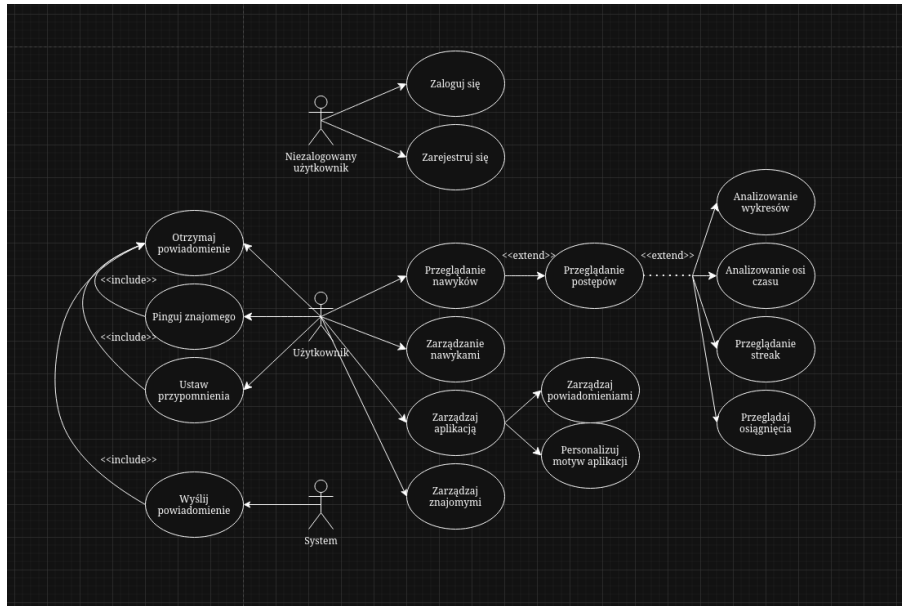 Zaloguj się
Zarejestruj się
Niezalogowany
użytkownik
Analizowanie
wykresów
Otrzymaj
powiadomienie
<<extend>>
<<extend>>
Przeglądanie
nawyków
Przeglądanie
postępów
Analizowanie osi
czasu
<<include>>
Pinguj znajomego
<<include>>
Użytkownik
Zarządzanie
nawykami
Przeglądanie
streak
Ustaw
przypomnienia
Zarządzaj
powiadomieniami
Zarządzaj
aplikacją
Przeglądaj
osiągnięcia
Personalizuj
motyw aplikacji
<<include>>
Wyślij
powiadomienie
Zarządzaj
znajomymi
System